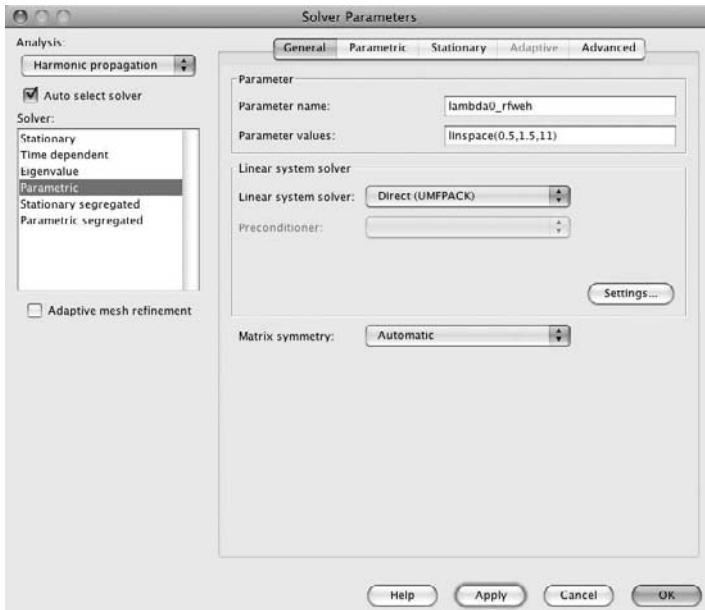 Solver Parameters
Analysis:
Harmonic propagation
Auto select solver
Solver:
Stationary
Time dependent
Eigenvalue
Parametric
Stationary segregated
Parametric segregated
Adaptive mesh refinement
General Parametric Stationary Adaptive Advanced
Parameter
Parameter name: lambda0_rfweh
Parameter values: linspace(0.5,1.5,11)
Linear system solver
Linear system solver: Direct (UMFPACK)
Preconditioner:
Settings...
Matrix symmetry: Automatic
Help Apply Cancel OK